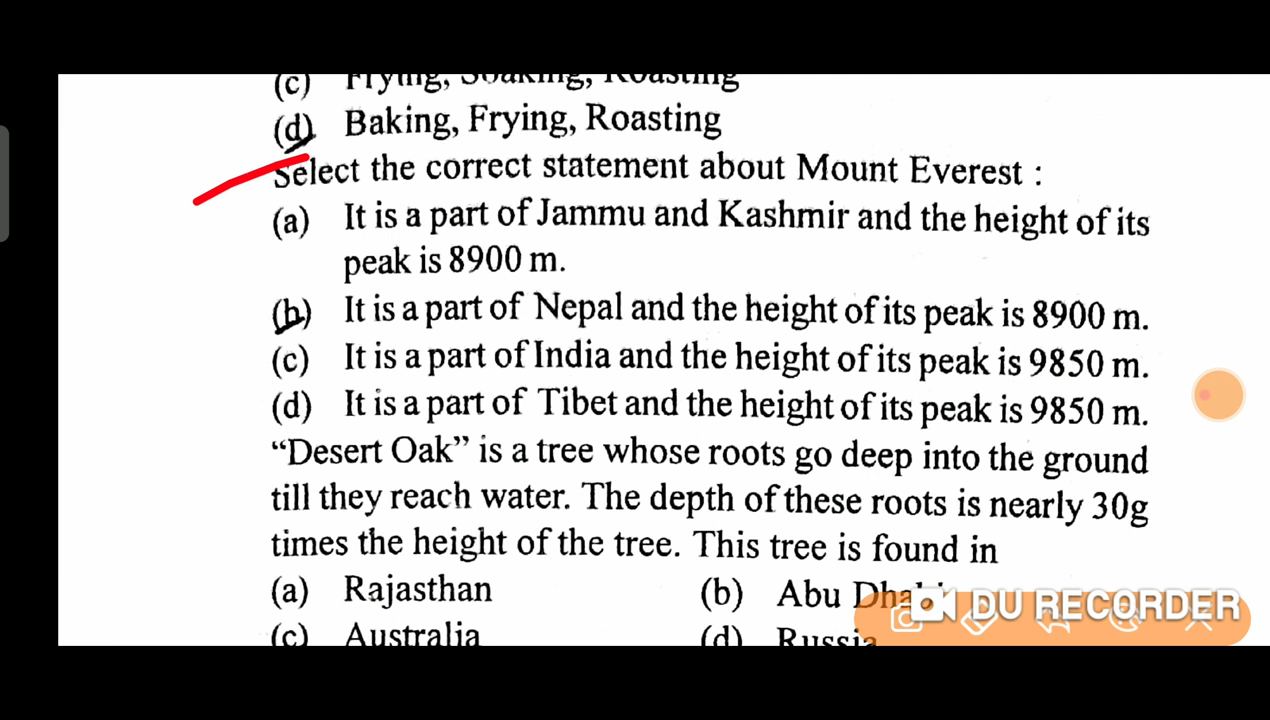 (c) Frying, Soaking, Roasting
(d) Baking, Frying, Roasting
Select the correct statement about Mount Everest :
(a) It is a part of Jammu and Kashmir and the height of its
peak is 8900 m.
(b) It is a part of Nepal and the height of its peak is 8900 m.
(c) It is a part of India and the height of its peak is 9850 m.
(d) It is a part of Tibet and the height of its peak is 9850 m.
“Desert Oak” is a tree whose roots go deep into the ground
till they reach water. The depth of these roots is nearly 30g
times the height of the tree. This tree is found in
(a) Rajasthan (b) Abu Dhabi
DU RECORDER
(c) Australia (d) Russia